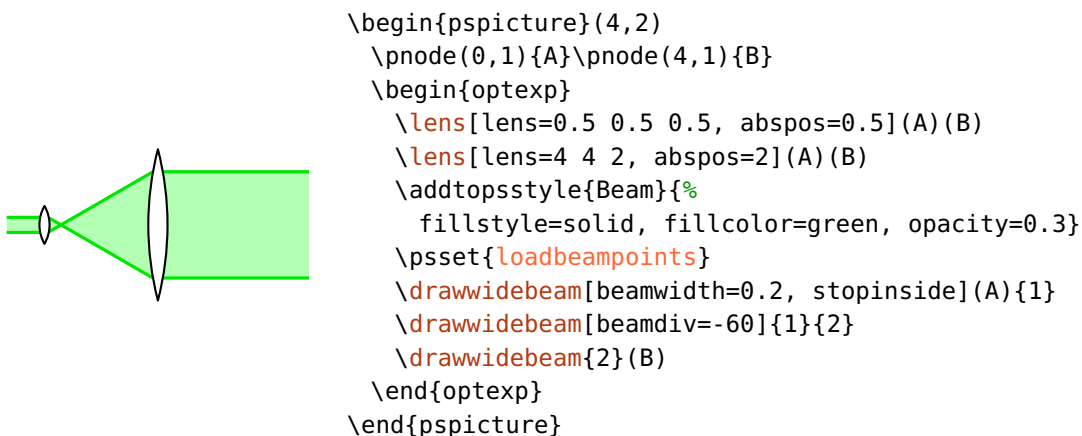 \begin{pspicture}(4,2)
\pnode(0,1){A}\pnode(4,1){B}
\begin{optexp}
\lens[lens=0.5 0.5 0.5, abspos=0.5](A)(B)
\lens[lens=4 4 2, abspos=2](A)(B)
\addtopsstyle{Beam}{%
fillstyle=solid, fillcolor=green, opacity=0.3}
\psset{loadbeampoints}
\drawwidebeam[beamwidth=0.2, stopinside](A){1}
\drawwidebeam[beamdiv=-60]{1}{2}
\drawwidebeam{2}(B)
\end{optexp}
\end{pspicture}